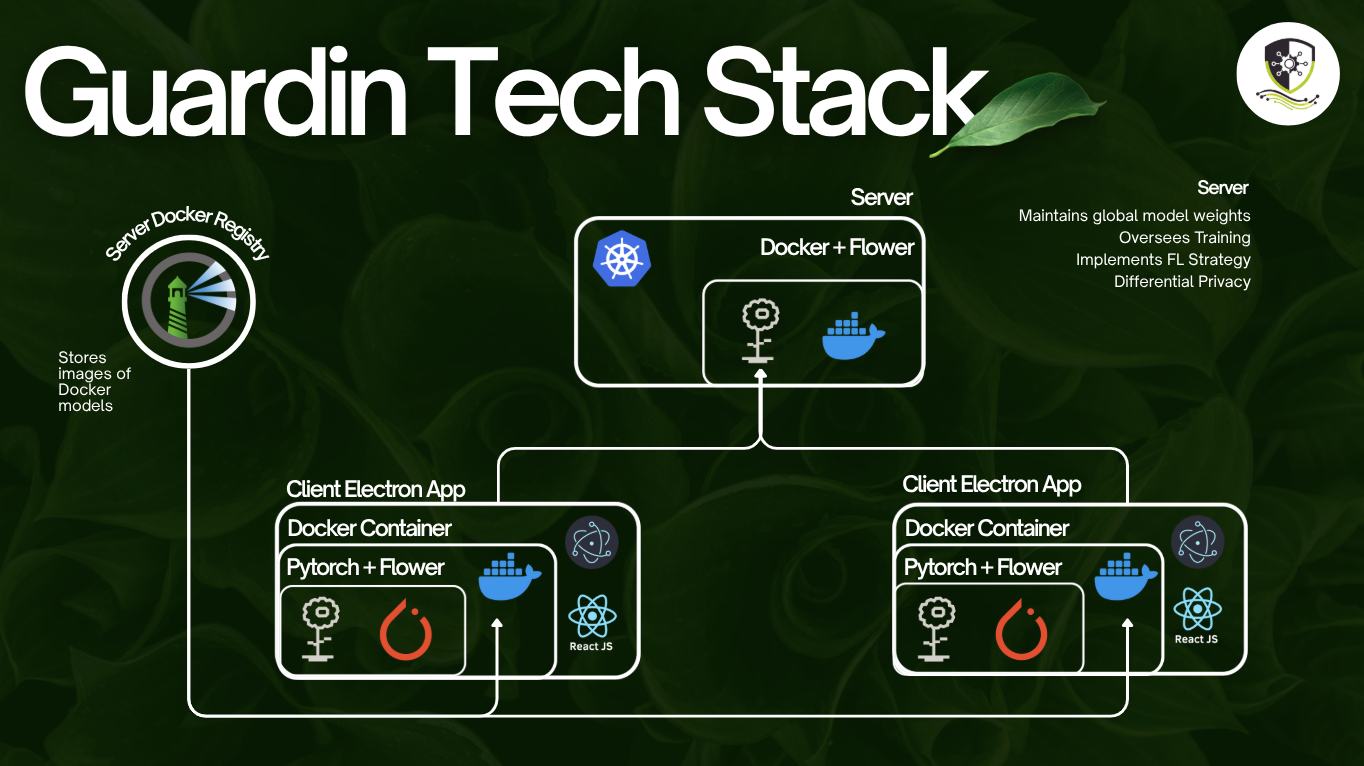 Guardin Tech Stack
Server Docker Registry
Stores
images of
Docker
models
Server
Docker + Flower
Server
Maintains global model weights
Oversees Training
Implements FL Strategy
Differential Privacy
Client Electron App
Docker Container
Pytorch + Flower
React JS
Client Electron App
Docker Container
Pytorch + Flower
React JS